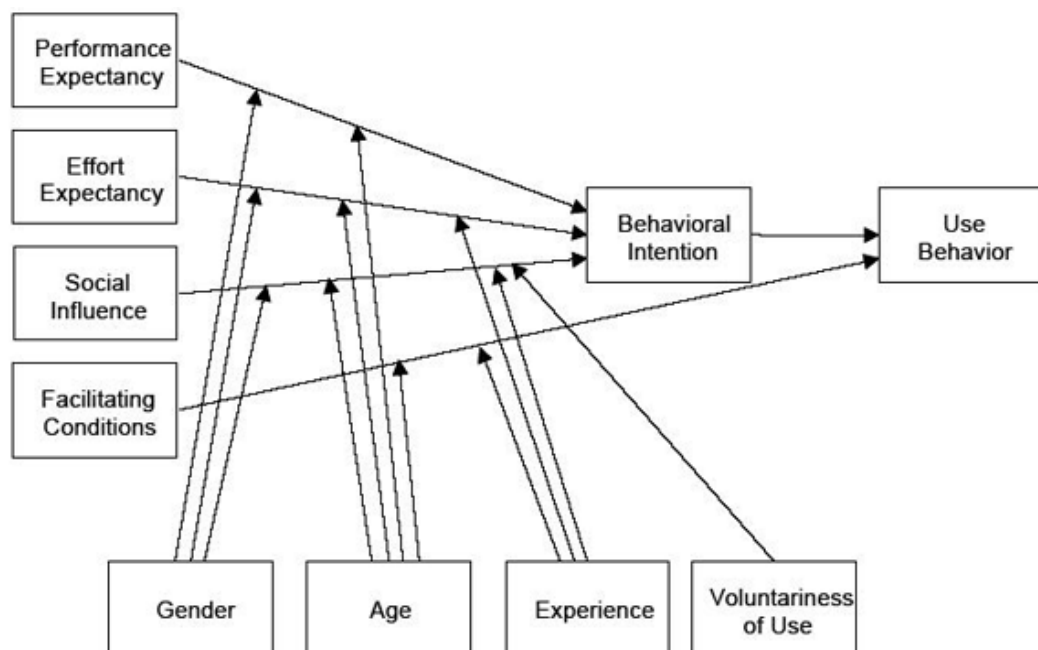 Performance
Expectancy
Effort
Expectancy
Social
Influence
Facilitating
Conditions
Behavioral
Intention
Use
Behavior
Gender
Age
Experience
Voluntariness
of Use